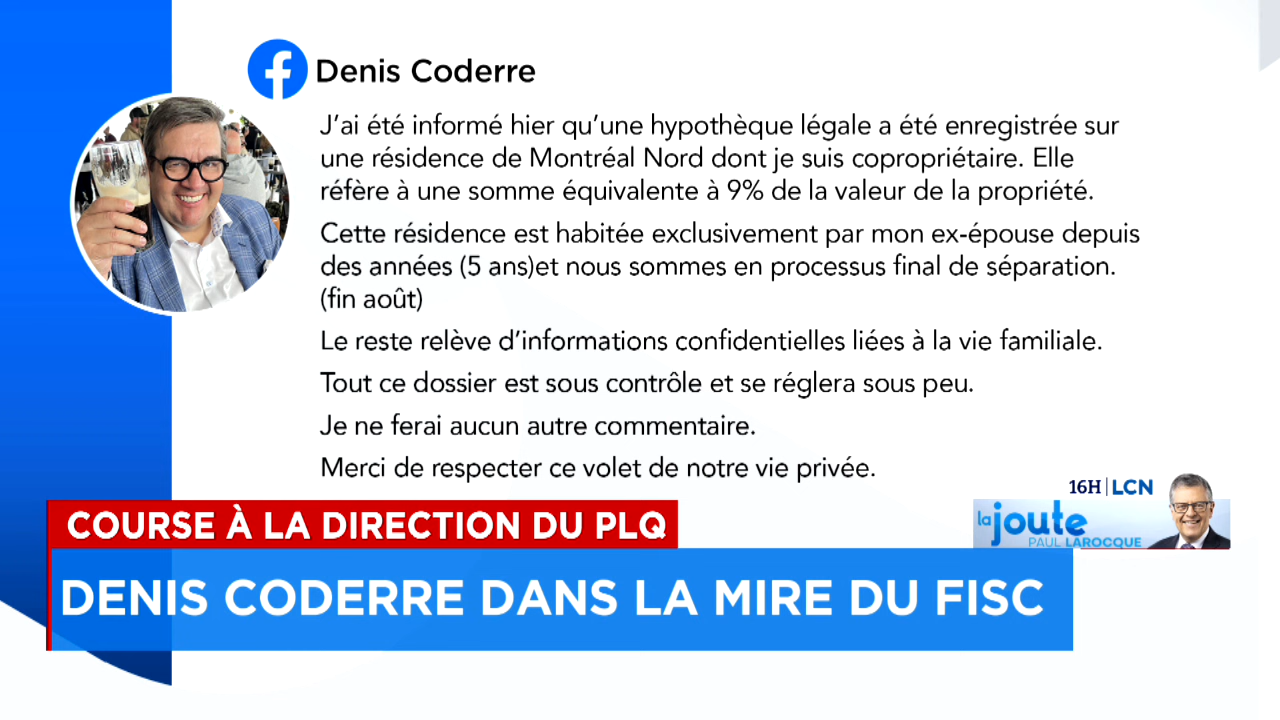 Denis Coderre
J’ai été informé hier qu’une hypothèque légale a été enregistrée sur
une résidence de Montréal Nord dont je suis copropriétaire. Elle
réfère à une somme équivalente à 9% de la valeur de la propriété.
Cette résidence est habitée exclusivement par mon ex-épouse depuis
des années (5 ans)et nous sommes en processus final de séparation.
(fin août)
Le reste relève d’informations confidentielles liées à la vie familiale.
Tout ce dossier est sous contrôle et se réglera sous peu.
Je ne ferai aucun autre commentaire.
Merci de respecter ce volet de notre vie privée.
16H | LCN
la joute
PAUL LAROCQUE
COURSE À LA DIRECTION DU PLQ
DENIS CODERRE DANS LA MIRE DU FISC